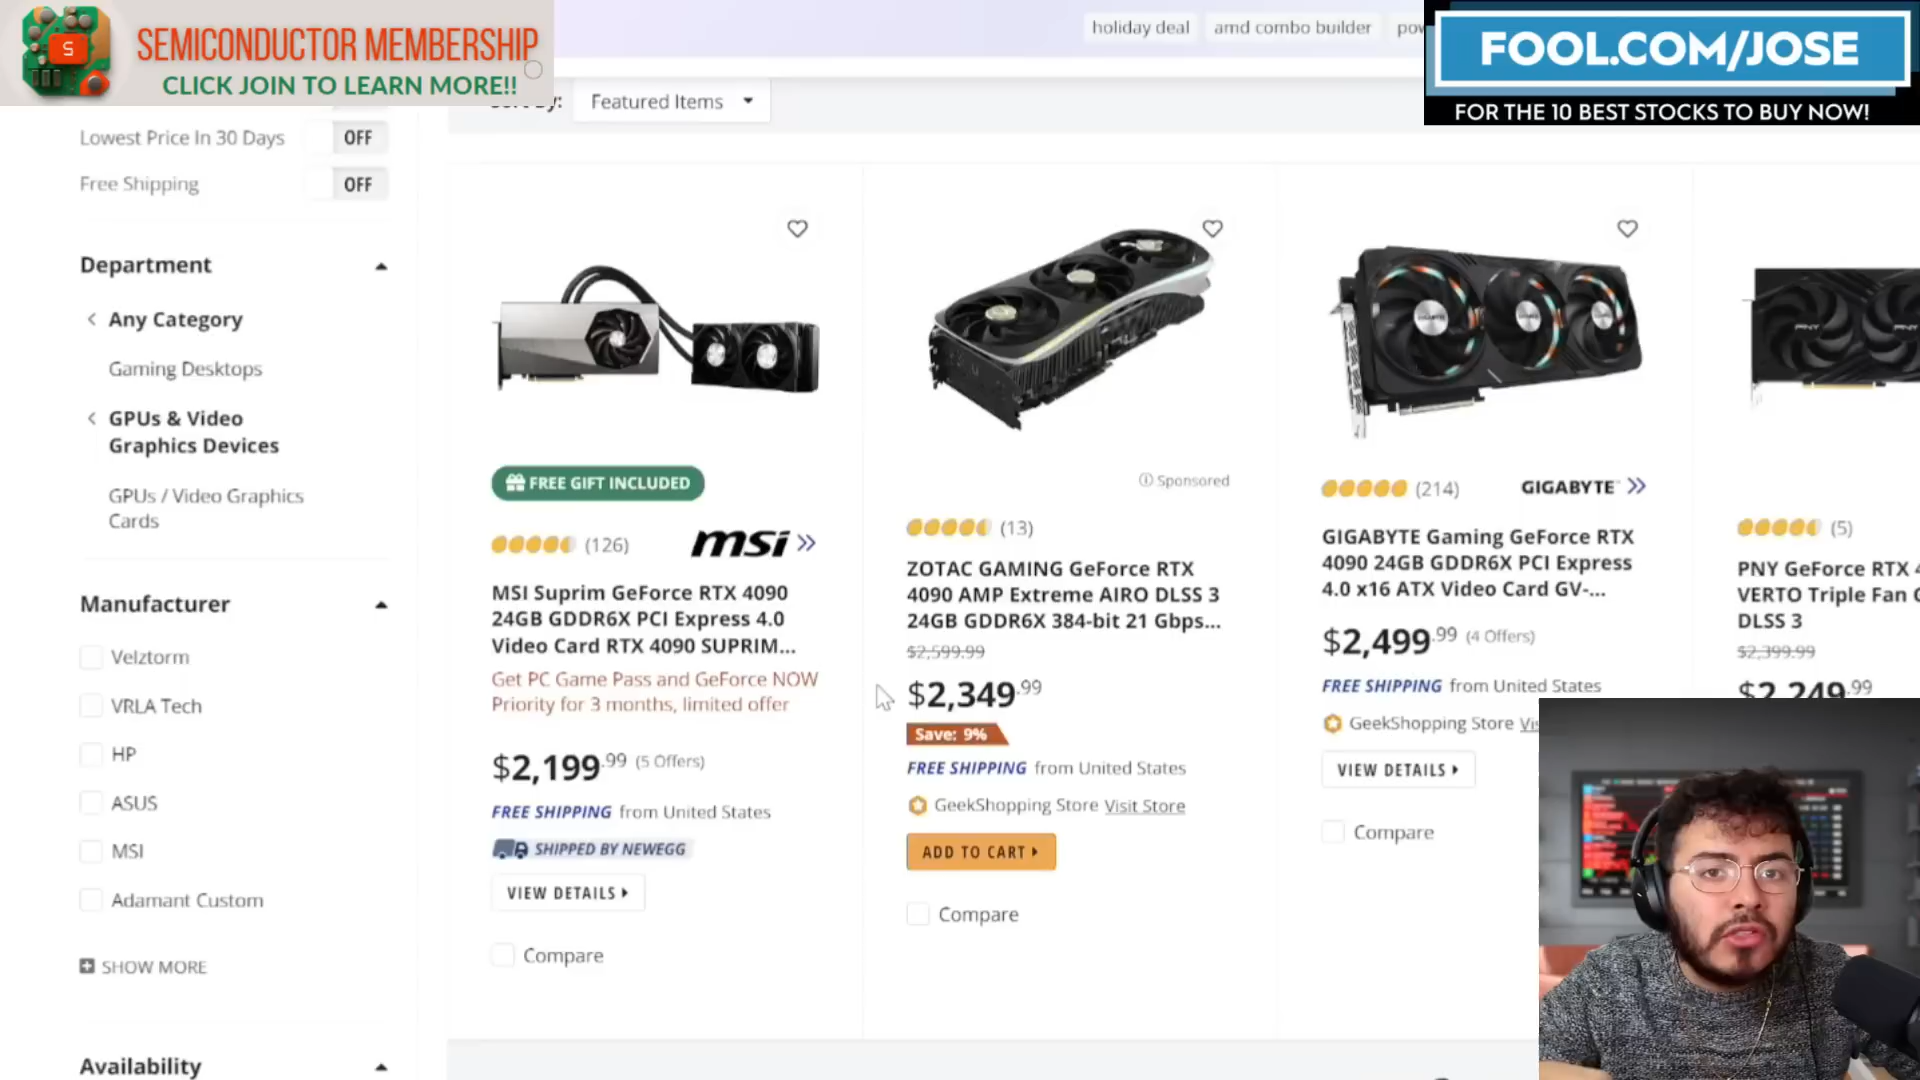 SEMICONDUCTOR MEMBERSHIP
CLICK JOIN TO LEARN MORE!!
S
holiday deal
amd combo builder
FOOL.COM/JOSE
FOR THE 10 BEST STOCKS TO BUY NOW!
Featured Items
Lowest Price In 30 Days
OFF
Free Shipping
OFF
Department
Any Category
Gaming Desktops
GPUs & Video
Graphics Devices
GPUs / Video Graphics
Cards
Manufacturer
Velztorm
VRLA Tech
HP
ASUS
MSI
Adamant Custom
SHOW MORE
Availability
FREE GIFT INCLUDED
(126)
msi
MSI Suprim GeForce RTX 4090
24GB GDDR6X PCI Express 4.0
Video Card RTX 4090 SUPRIM...
Get PC Game Pass and GeForce NOW
Priority for 3 months, limited offer
$2,199.99 (5 Offers)
FREE SHIPPING from United States
SHIPPED BY NEWEGG
VIEW DETAILS
Compare
Sponsored
(13)
ZOTAC GAMING GeForce RTX
4090 AMP Extreme AIRO DLSS 3
24GB GDDR6X 384-bit 21 Gbps...
$2,599.99
$2,349.99
Save: 9%
FREE SHIPPING from United States
GeekShopping Store Visit Store
ADD TO CART
Compare
(214)
GIGABYTE
GIGABYTE Gaming GeForce RTX
4090 24GB GDDR6X PCI Express
4.0 x16 ATX Video Card GV-...
$2,499.99 (4 Offers)
FREE SHIPPING from United States
GeekShopping Store
VIEW DETAILS
Compare
PNY
(5)
PNY GeForce RTX
VERTO Triple Fan
DLSS 3
$2,399.99
$2,249.99